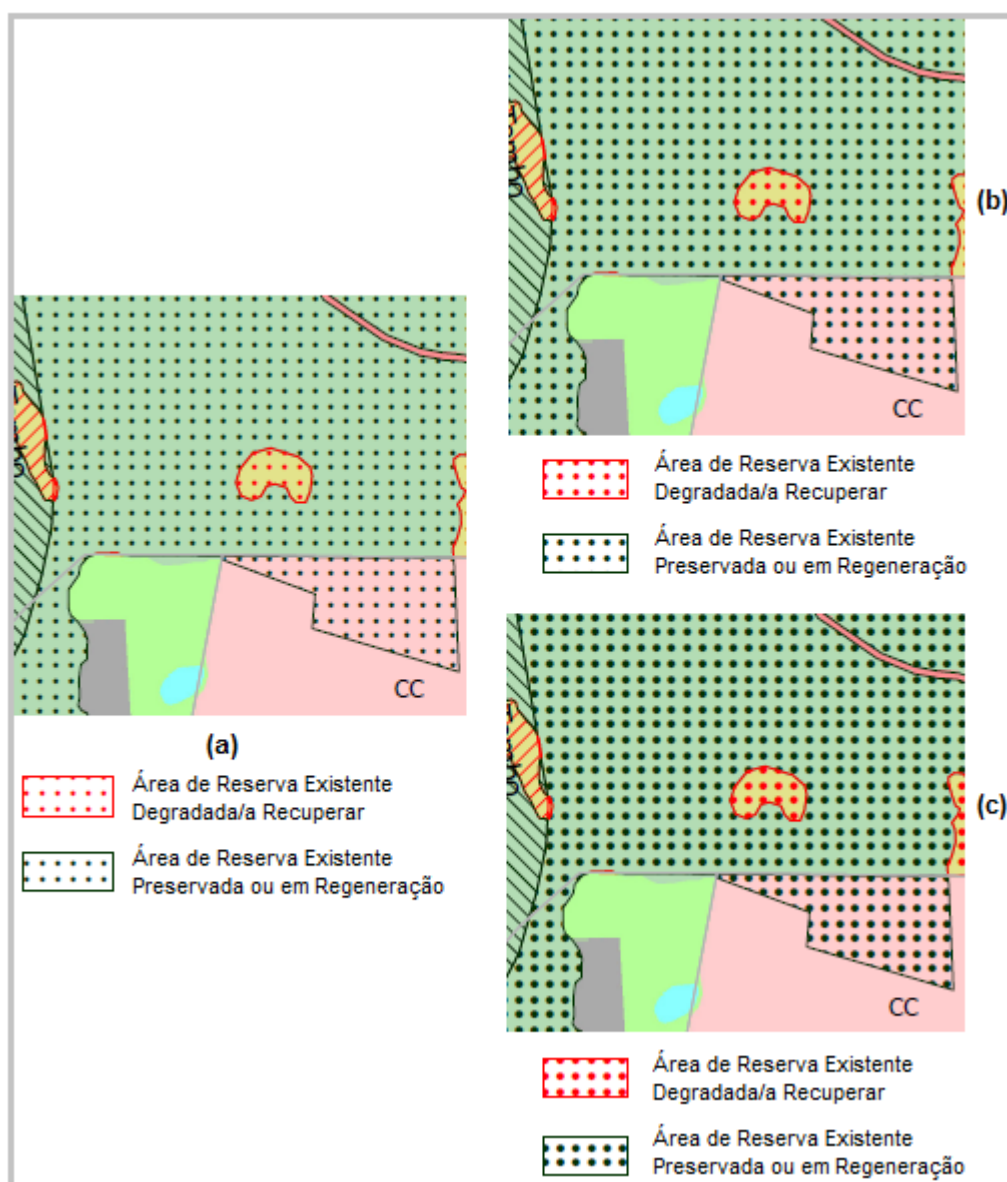 (b)
CC
Área de Reserva Existente
Degradada/a Recuperar
Área de Reserva Existente
Preservada ou em Regeneração
CC
(a)
Área de Reserva Existente
Degradada/a Recuperar
Área de Reserva Existente
Preservada ou em Regeneração
(c)
CC
Área de Reserva Existente
Degradada/a Recuperar
Área de Reserva Existente
Preservada ou em Regeneração